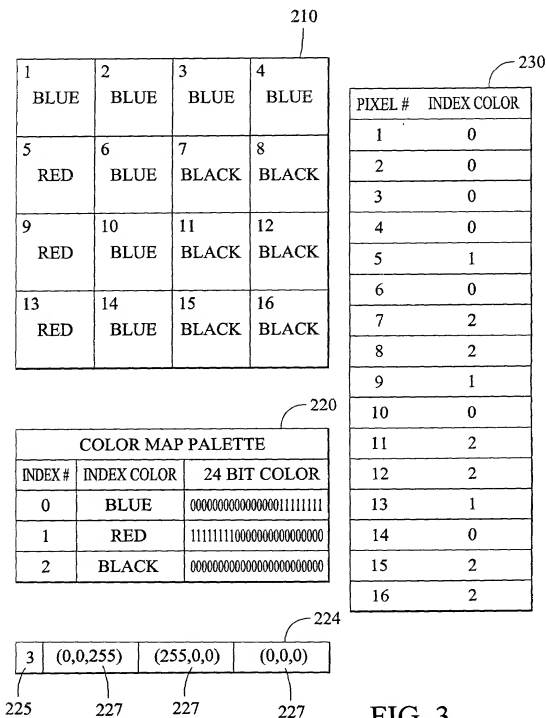 210
1 2 3 4
BLUE BLUE BLUE BLUE
5 6 7 8
RED BLUE BLACK BLACK
9 10 11 12
RED BLUE BLACK BLACK
13 14 15 16
RED BLUE BLACK BLACK
220
COLOR MAP PALETTE
INDEX # INDEX COLOR 24 BIT COLOR
0 BLUE 000000000000000011111111
1 RED 111111110000000000000000
2 BLACK 000000000000000000000000
224
3 (0,0,255) (255,0,0) (0,0,0)
225 227 227 227
230
PIXEL # INDEX COLOR
1 0
2 0
3 0
4 0
5 1
6 0
7 2
8 2
9 1
10 0
11 2
12 2
13 1
14 0
15 2
16 2
FIG. 3